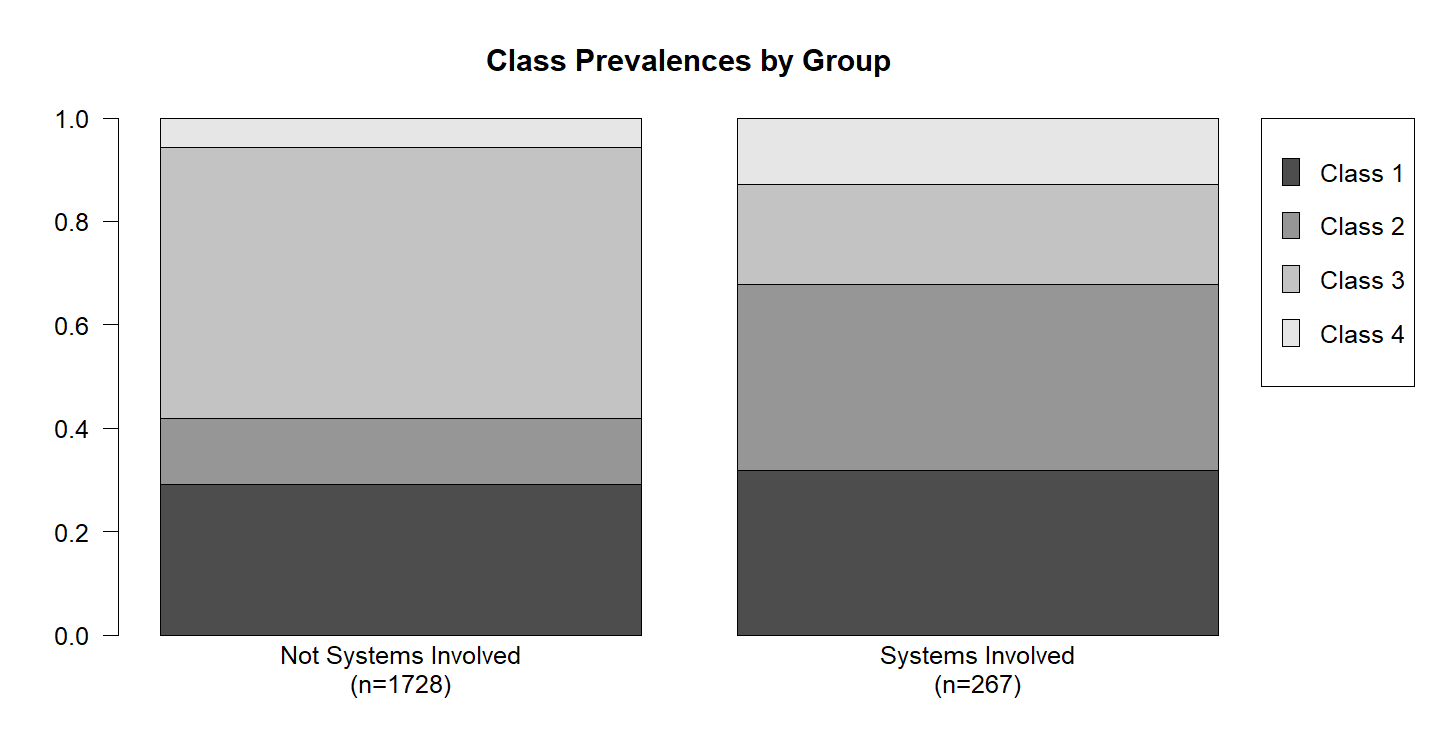 Class Prevalences by Group
1.0
0.8
0.6
0.4
0.2
0.0
Not Systems Involved
(n=1728)
Systems Involved
(n=267)
Class 1
Class 2
Class 3
Class 4